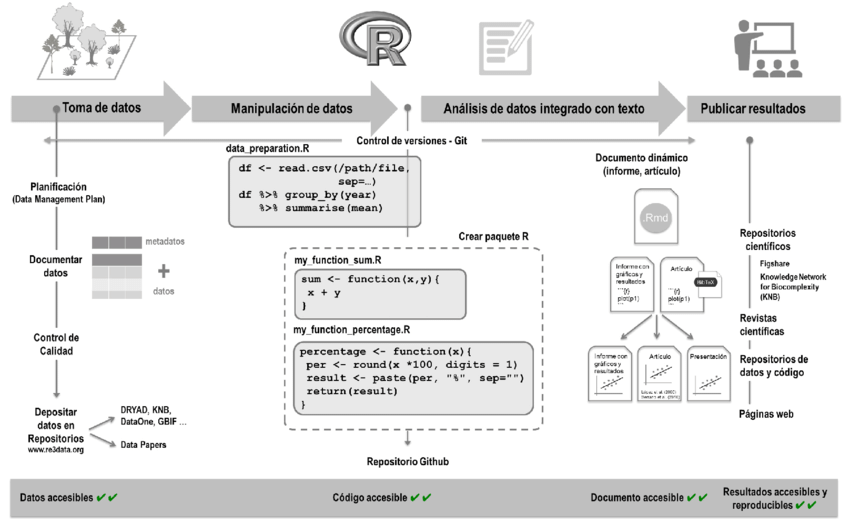 R
Toma de datos
Manipulación de datos
Análisis de datos integrado con texto
Publicar resultados
Control de versiones - Git
Planificación
(Data Management Plan)
Documentar
datos
metadatos
+
datos
Control de
Calidad
Depositar
datos en
Repositorios
www.re3data.org
DRYAD, KNB,
DataOne, GBIF ...
Data Papers
data_preparation.R
df <- read.csv(/path/file,
sep=…)
df %>% group_by(year)
%>% summarise(mean)
Crear paquete R
my_function_sum.R
sum <- function(x,y){
x + y
}
my_function_percentage.R
percentage <- function(x){
per <- round(x *100, digits = 1)
result <- paste(per, "%", sep="")
return(result)
}
Repositorio Github
Documento dinámico
(informe, artículo)
.Rmd
Informe con
gráficos y
resultados
```{r}
plot(p1)
```
Artículo
```{r}
plot(p1)
```
Informe con
gráficos y
resultados
Artículo
Presentación
Repositorios
científicos
Figshare
Knowledge Network
for Biocomplexity
(KNB)
Revistas
científicas
Repositorios de
datos y código
Páginas web
Datos accesibles ✔✔
Código accesible ✔✔
Documento accesible ✔✔
Resultados accesibles y
reproducibles ✔✔